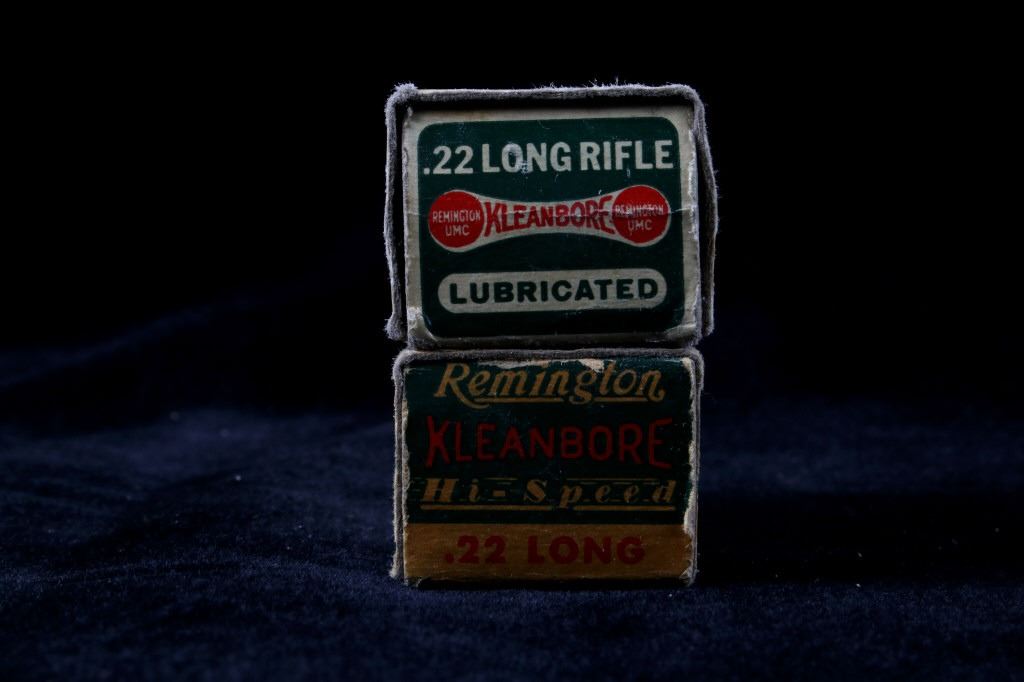 .22 LONG RIFLE
REMINGTON UMC KLEANBORE REMINGTON UMC
LUBRICATED
Remington
KLEANBORE
Hi-Speed
.22 LONG